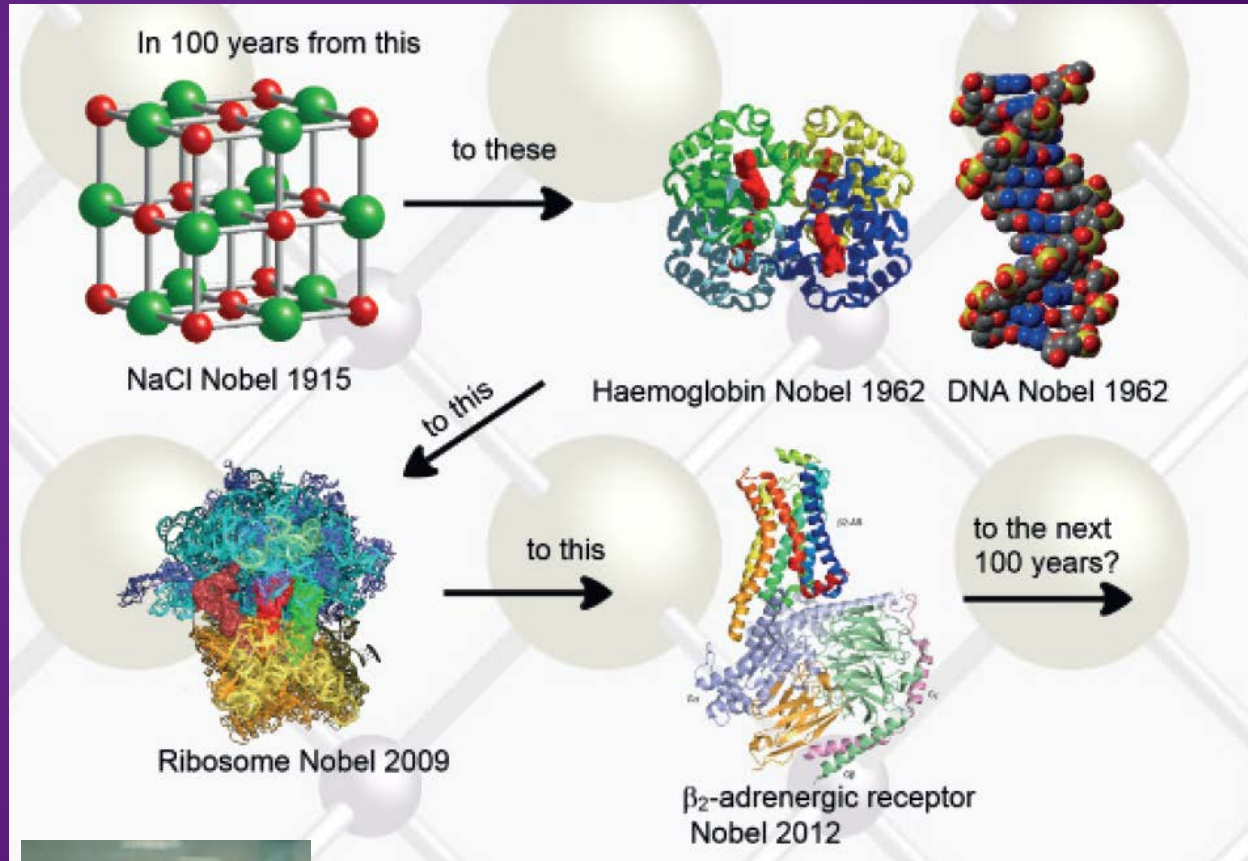 In 100 years from this
to these
NaCl Nobel 1915
Haemoglobin Nobel 1962
DNA Nobel 1962
to this
to this
to the next
100 years?
Ribosome Nobel 2009
β₂-adrenergic receptor
Nobel 2012